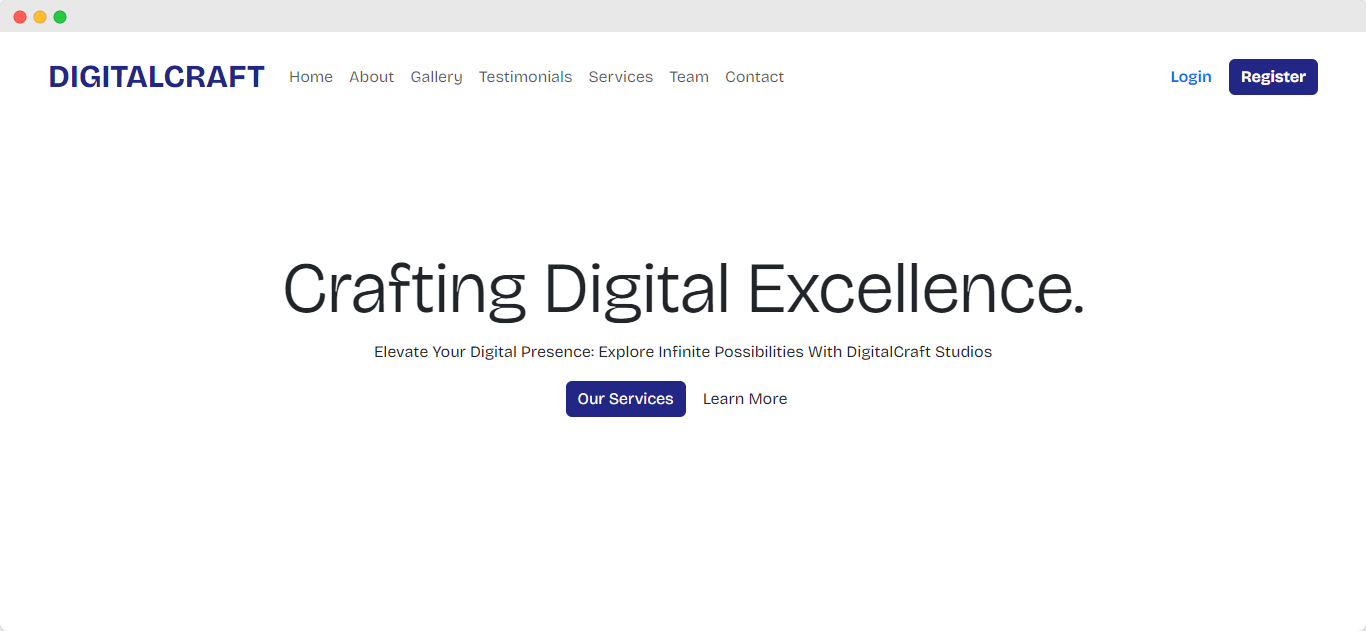 DIGITALCRAFT Home About Gallery Testimonials Services Team Contact Login Register
Crafting Digital Excellence.
Elevate Your Digital Presence: Explore Infinite Possibilities With DigitalCraft Studios
Our Services Learn More